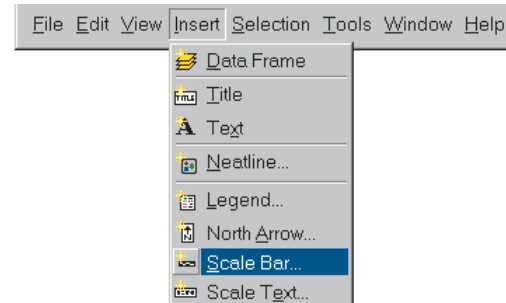 File Edit View Insert Selection Tools Window Help
Data Frame
Title
Text
Neatline...
Legend...
North Arrow...
Scale Bar...
Scale Text...